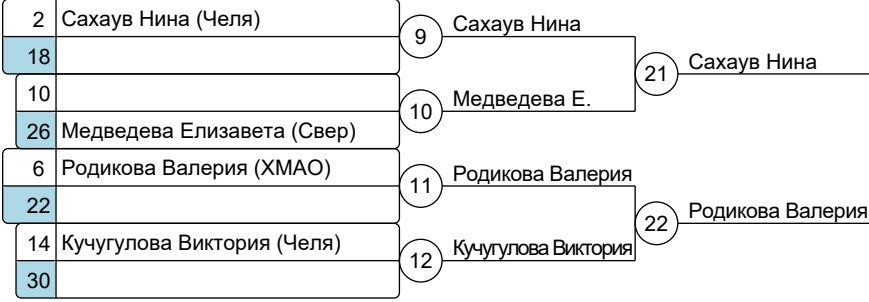 2 Сахаув Нина (Челя)
18
9 Сахаув Нина
10
26 Медведева Елизавета (Свер)
10 Медведева Е.
21 Сахаув Нина
6 Родикова Валерия (ХМАО)
22
11 Родикова Валерия
14 Кучугулова Виктория (Челя)
30
12 Кучугулова Виктория
22 Родикова Валерия